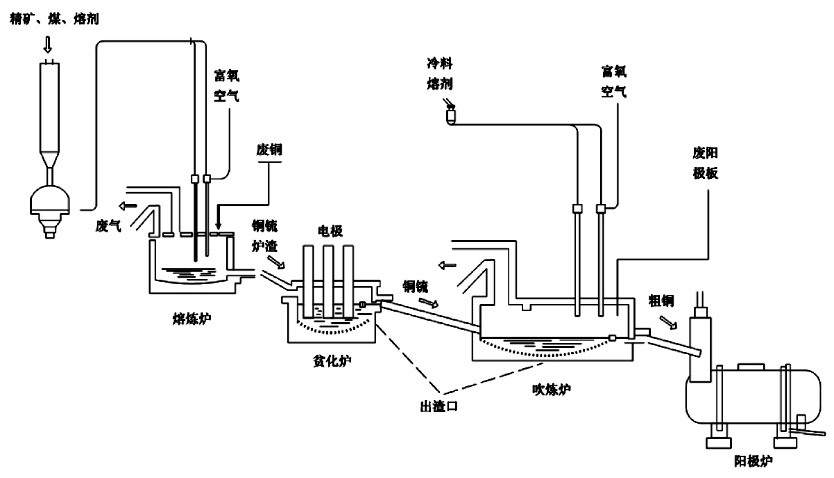 精矿、煤、熔剂
富氧
空气
废铜
废气
铜锍
炉渣
电极
熔炼炉
贫化炉
冷料
熔剂
富氧
空气
废阳
极板
铜锍
粗铜
出渣口
吹炼炉
阳极炉